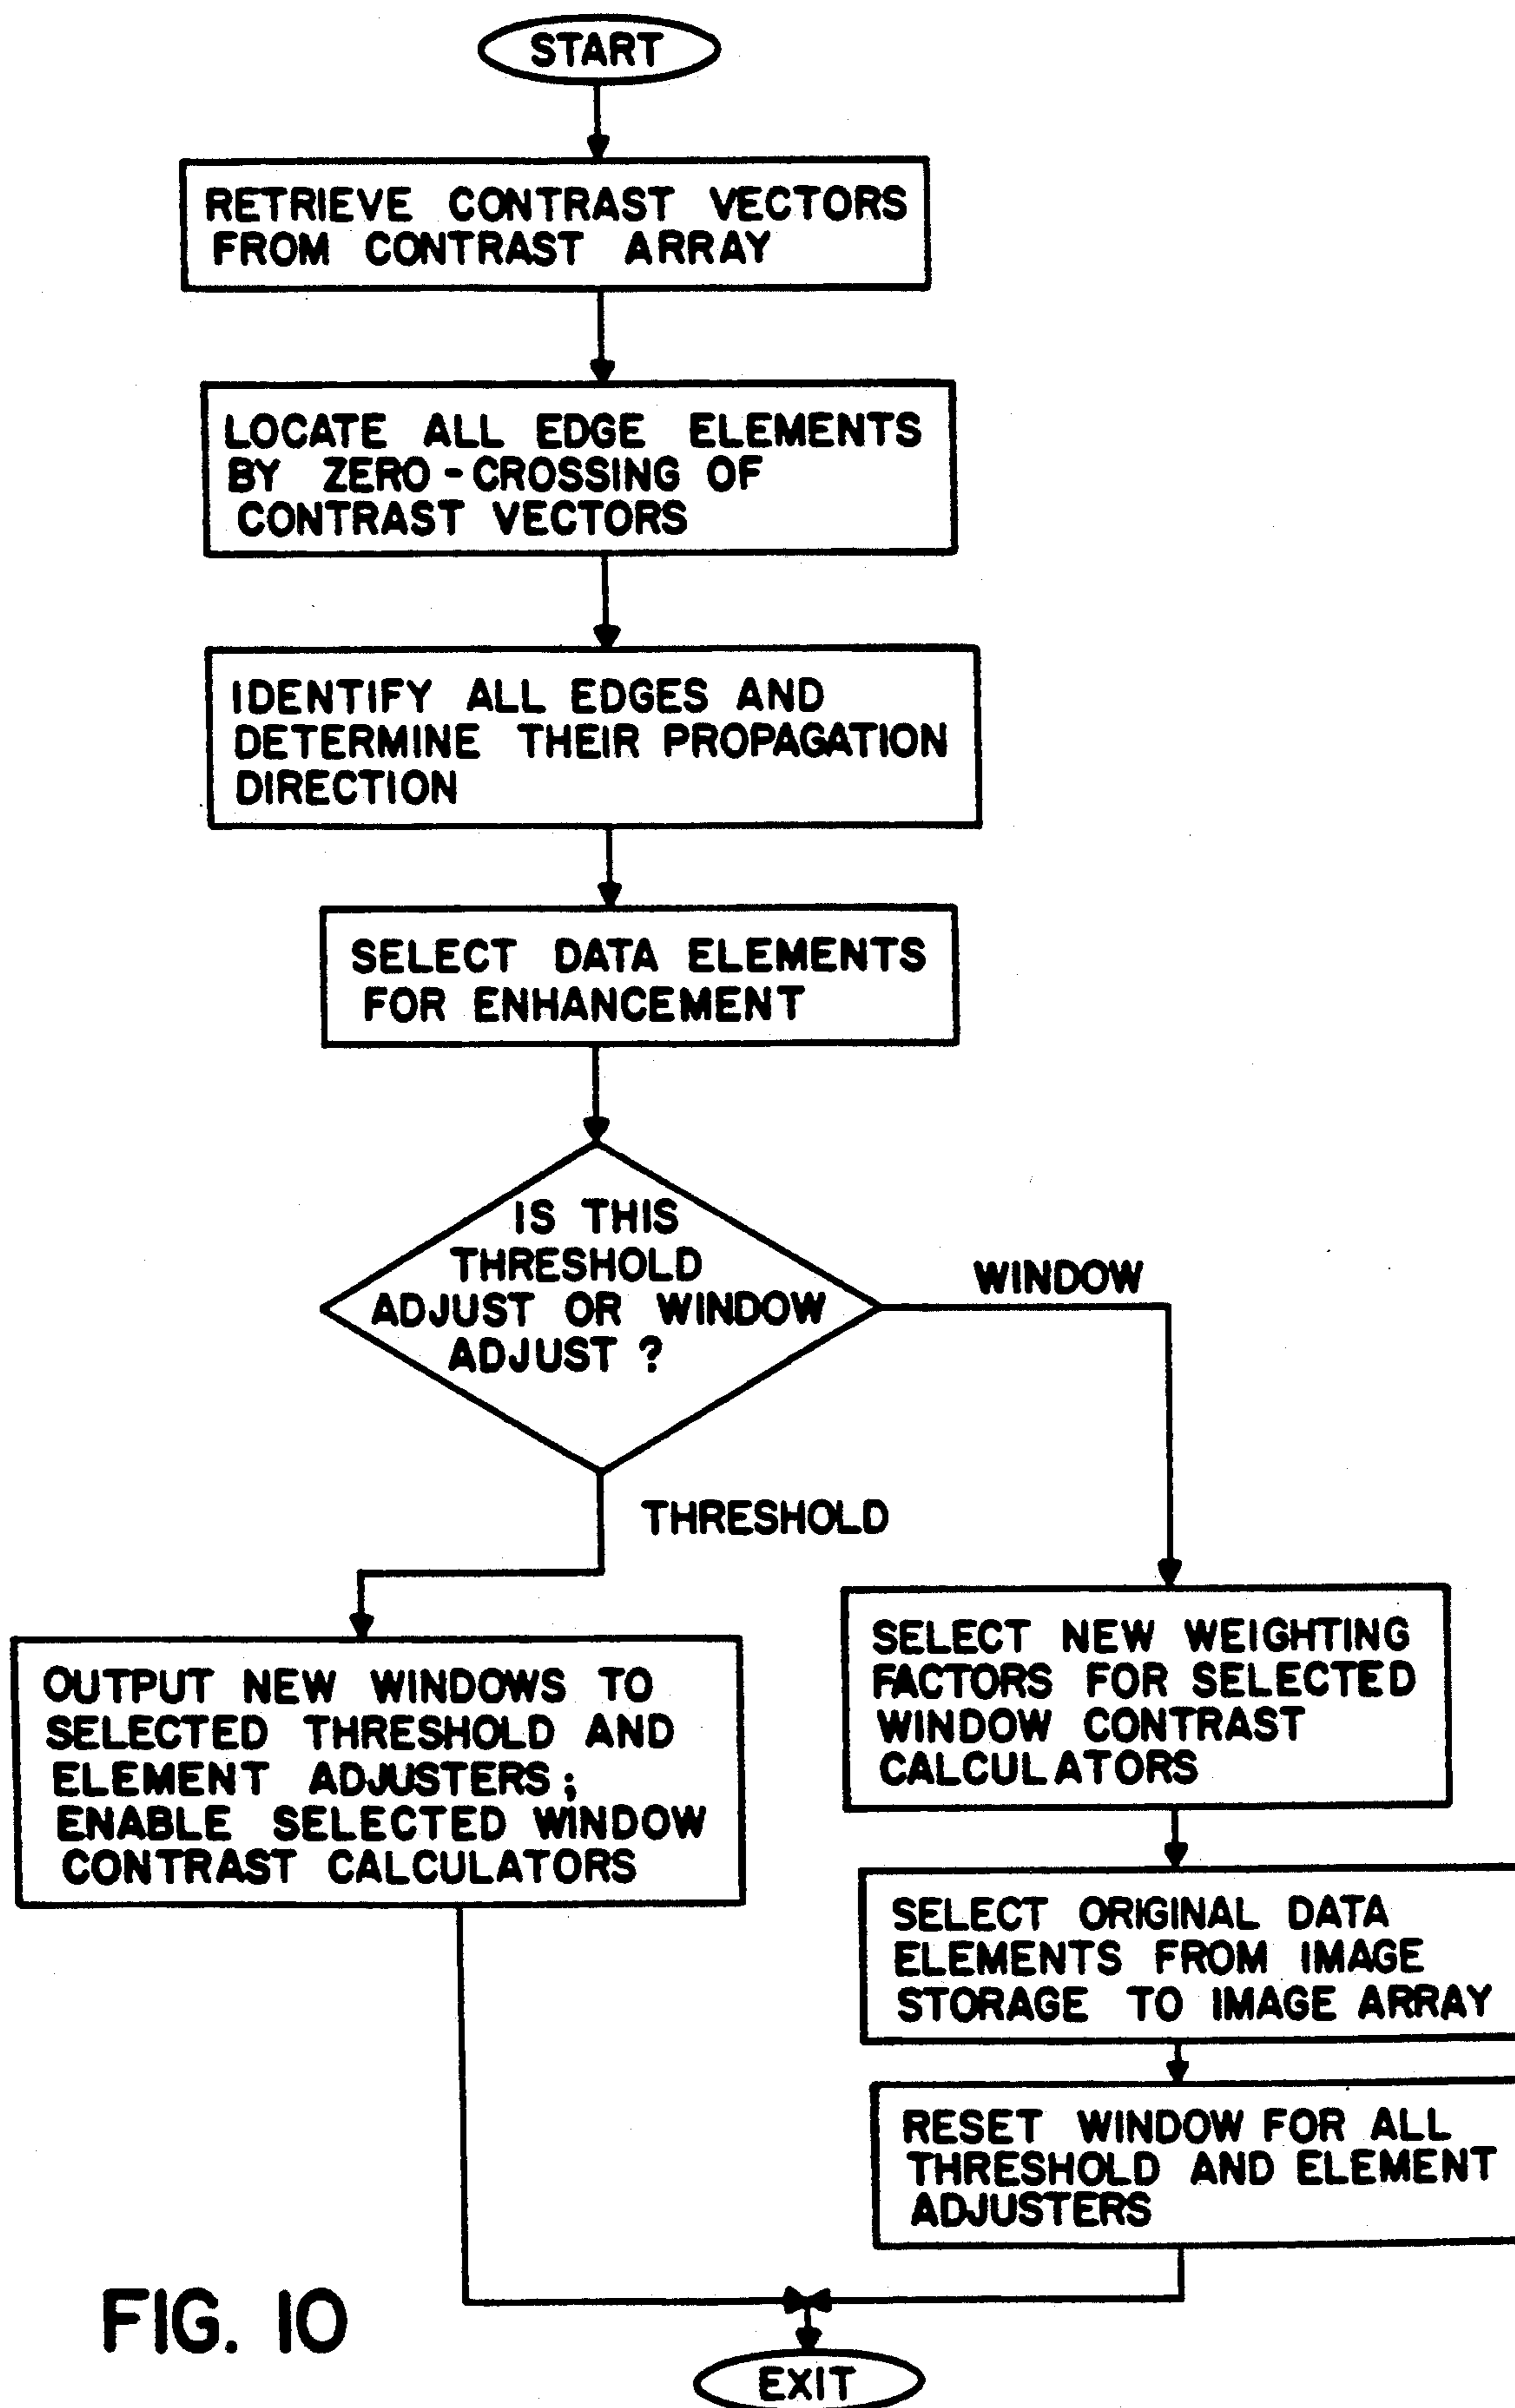 START
RETRIEVE CONTRAST VECTORS
FROM CONTRAST ARRAY
LOCATE ALL EDGE ELEMENTS
BY ZERO-CROSSING OF
CONTRAST VECTORS
IDENTIFY ALL EDGES AND
DETERMINE THEIR PROPAGATION
DIRECTION
SELECT DATA ELEMENTS
FOR ENHANCEMENT
IS THIS
THRESHOLD
ADJUST OR WINDOW
ADJUST ?
WINDOW
THRESHOLD
OUTPUT NEW WINDOWS TO
SELECTED THRESHOLD AND
ELEMENT ADJUSTERS;
ENABLE SELECTED WINDOW
CONTRAST CALCULATORS
SELECT NEW WEIGHTING
FACTORS FOR SELECTED
WINDOW CONTRAST
CALCULATORS
SELECT ORIGINAL DATA
ELEMENTS FROM IMAGE
STORAGE TO IMAGE ARRAY
RESET WINDOW FOR ALL
THRESHOLD AND ELEMENT
ADJUSTERS
FIG. 10
EXIT